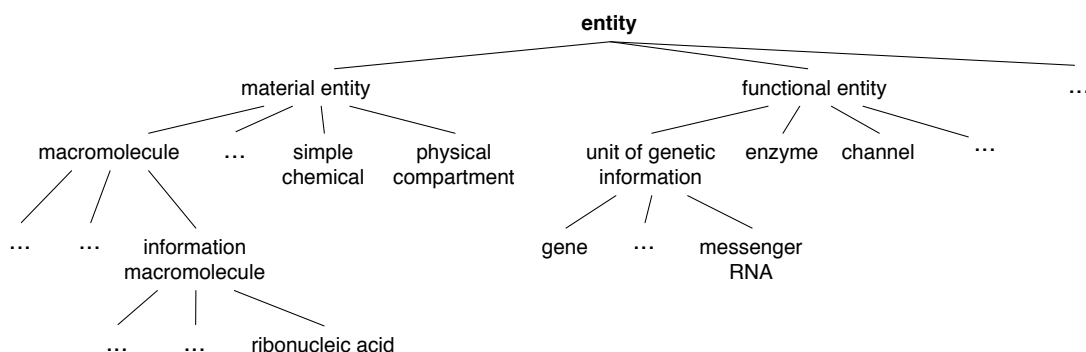 entity
material entity
functional entity
...
macromolecule
...
simple
chemical
physical
compartment
unit of genetic
information
enzyme
channel
...
...
...
information
macromolecule
gene
...
messenger
RNA
...
...
ribonucleic acid